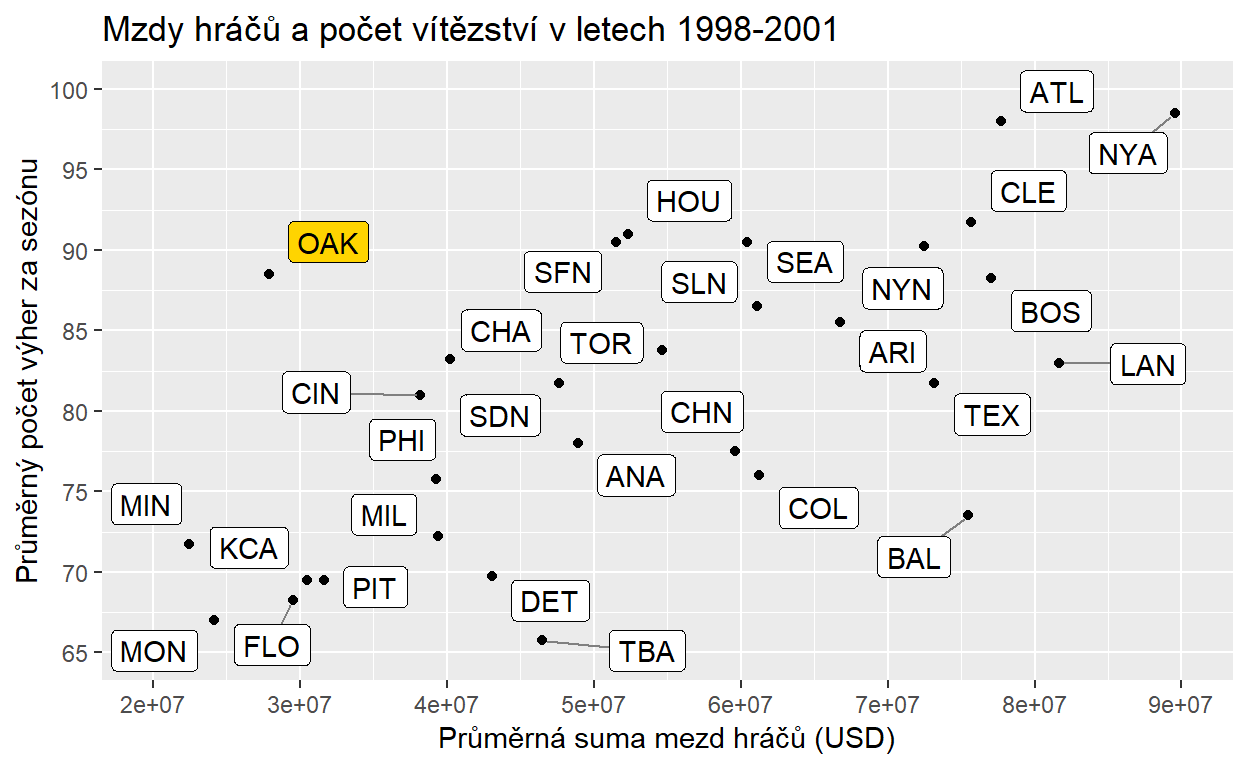 Mzdy hráčů a počet vítězství v letech 1998-2001
Průměrný počet výher za sezónu
100
95
90
85
80
75
70
65
ATL
NYA
CLE
HOU
OAK
SFN
SEA
SLN
NYN
BOS
CHA
TOR
ARI
LAN
CIN
SDN
CHN
TEX
PHI
ANA
MIN
MIL
COL
KCA
BAL
PIT
DET
MON
FLO
TBA
2e+07
3e+07
4e+07
5e+07
6e+07
7e+07
8e+07
9e+07
Průměrná suma mezd hráčů (USD)